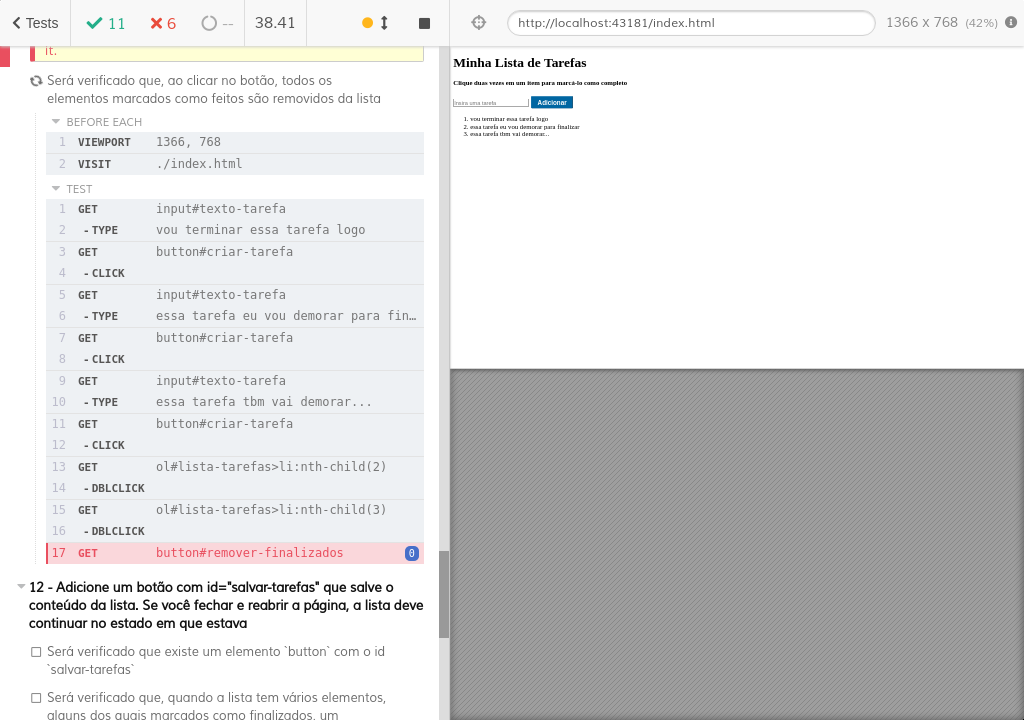 Tests
11
6
--
38.41
http://localhost:43181/index.html
1366 x 768 (42%)
it.
Será verificado que, ao clicar no botão, todos os
elementos marcados como feitos são removidos da lista
BEFORE EACH
1 VIEWPORT 1366, 768
2 VISIT ./index.html
TEST
1 GET input#texto-tarefa
2 -TYPE vou terminar essa tarefa logo
3 GET button#criar-tarefa
4 -CLICK
5 GET input#texto-tarefa
6 -TYPE essa tarefa eu vou demorar para fin…
7 GET button#criar-tarefa
8 -CLICK
9 GET input#texto-tarefa
10 -TYPE essa tarefa tbm vai demorar...
11 GET button#criar-tarefa
12 -CLICK
13 GET ol#lista-tarefas>li:nth-child(2)
14 -DBLCLICK
15 GET ol#lista-tarefas>li:nth-child(3)
16 -DBLCLICK
17 GET button#remover-finalizados 0
12 - Adicione um botão com id="salvar-tarefas" que salve o
conteúdo da lista. Se você fechar e reabrir a página, a lista deve
continuar no estado em que estava
Será verificado que existe um elemento `button` com o id
`salvar-tarefas`
Será verificado que, quando a lista tem vários elementos,
alguns dos quais marcados como finalizados, um
Minha Lista de Tarefas
Clique duas vezes em um item para marcá-lo como completo
Insira uma tarefa
Adicionar
1. vou terminar essa tarefa logo
2. essa tarefa eu vou demorar para finalizar
3. essa tarefa tbm vai demorar...